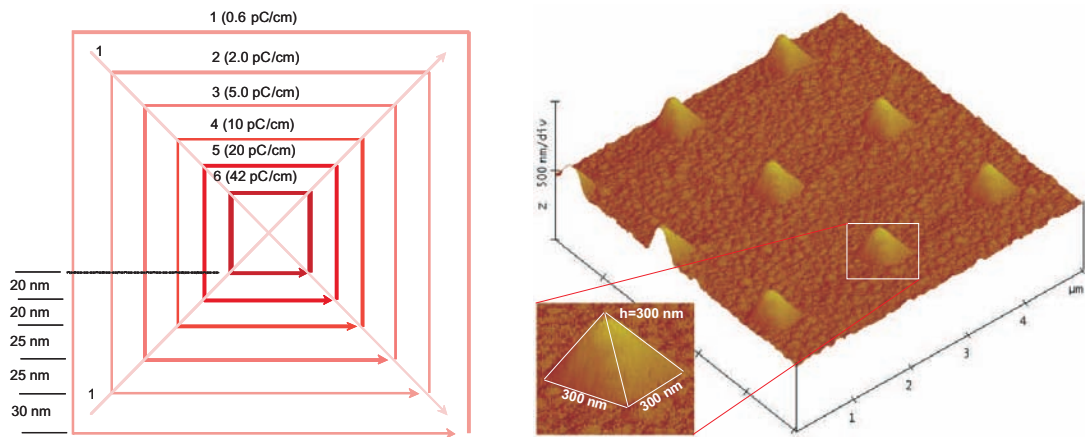 1 (0.6 pC/cm)
1
2 (2.0 pC/cm)
3 (5.0 pC/cm)
4 (10 pC/cm)
5 (20 pC/cm)
6 (42 pC/cm)
20 nm
20 nm
25 nm
25 nm
1
30 nm
Z 500 nm/div
µm
4
3
2
1
h=300 nm
300 nm
300 nm